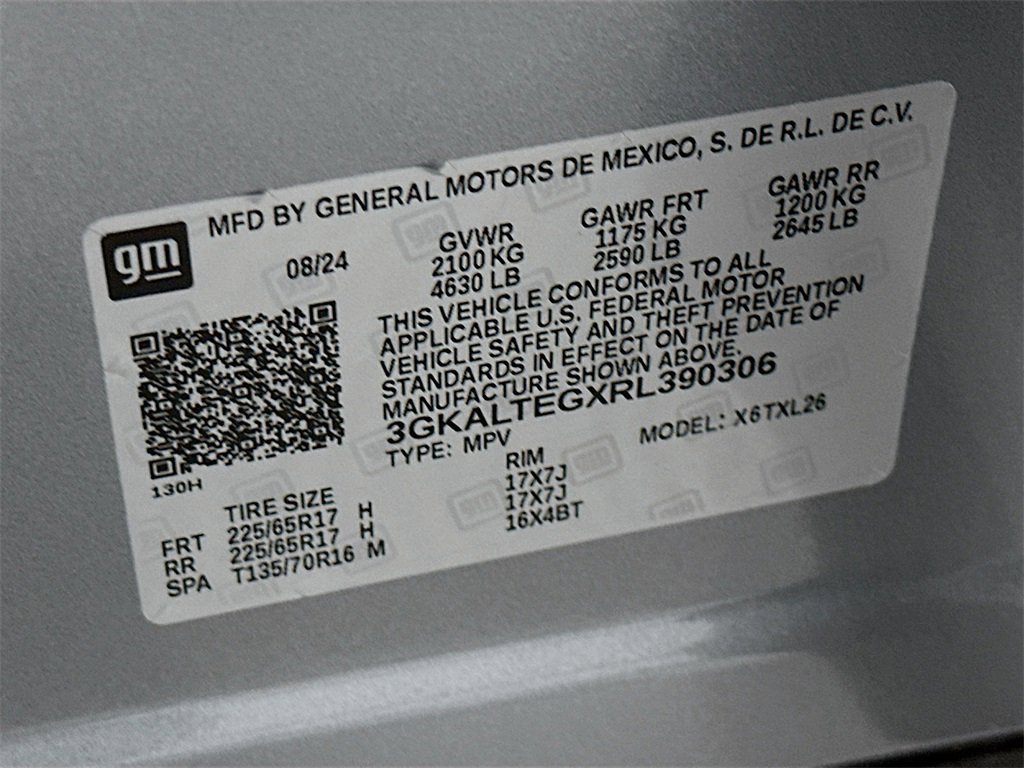 MFD BY GENERAL MOTORS DE MEXICO, S. DE R.L. DE C.V.
gm
08/24
GVWR GAWR FRT GAWR RR
2100 KG 1175 KG 1200 KG
4630 LB 2590 LB 2645 LB
THIS VEHICLE CONFORMS TO ALL
APPLICABLE U.S. FEDERAL MOTOR
VEHICLE SAFETY AND THEFT PREVENTION
STANDARDS IN EFFECT ON THE DATE OF
MANUFACTURE SHOWN ABOVE.
3GKALTEGXRL390306
TYPE: MPV MODEL: X6TXL26
130H
TIRE SIZE RIM
FRT 225/65R17 H 17X7J
RR 225/65R17 H 17X7J
SPA T135/70R16 M 16X4BT